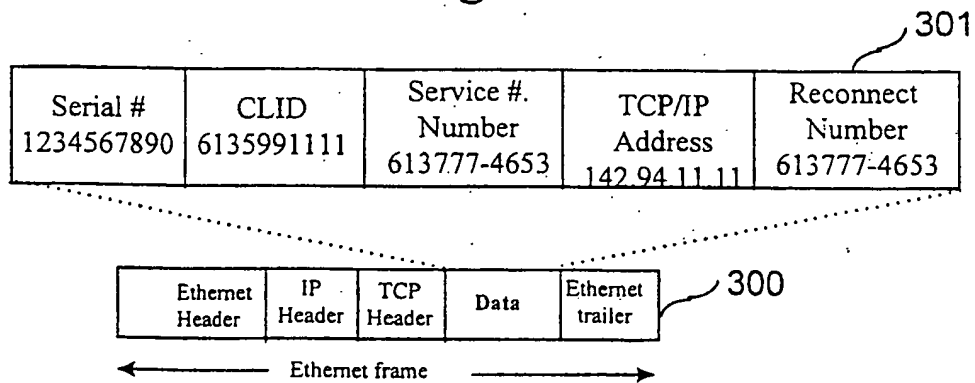 301
Serial #
1234567890
CLID
6135991111
Service #.
Number
613777-4653
TCP/IP
Address
142.94.11.11
Reconnect
Number
613777-4653
Ethernet
Header
IP
Header
TCP
Header
Data
Ethernet
trailer
300
Ethernet frame